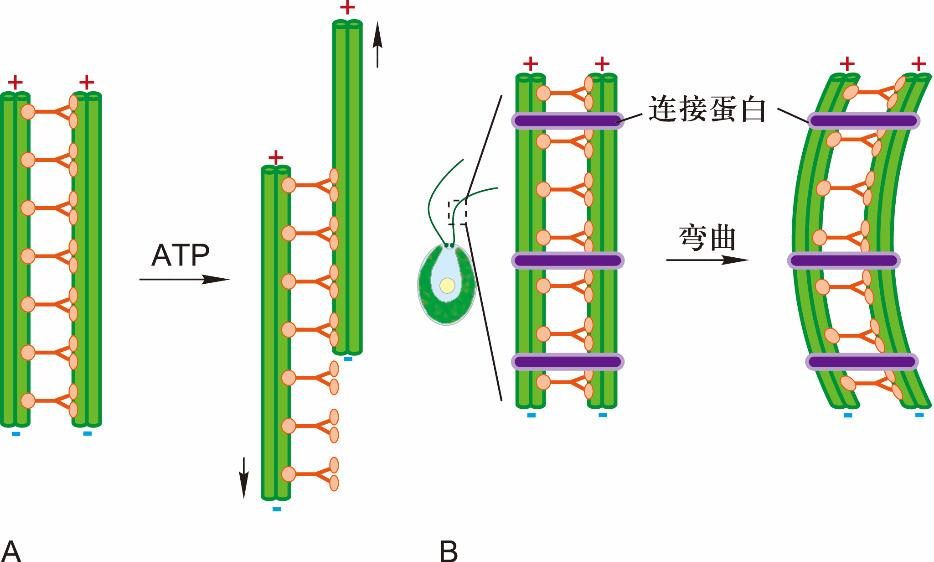 + + + +
ATP
- - - -
A
+ + + +
连接蛋白
弯曲
- - - -
B